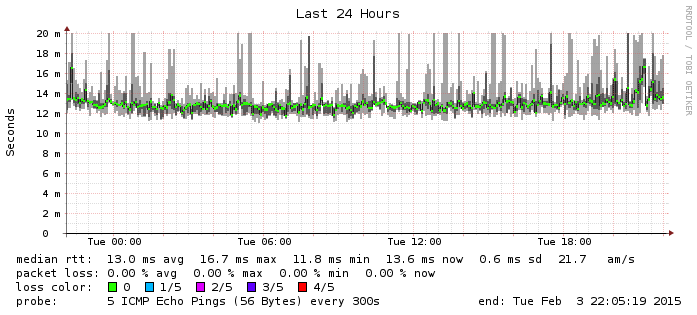 Last 24 Hours
RRDTOOL / TOBI OETIKER
Seconds
20 m
18 m
16 m
14 m
12 m
10 m
8 m
6 m
4 m
2 m
0
Tue 00:00 Tue 06:00 Tue 12:00 Tue 18:00
median rtt: 13.0 ms avg 16.7 ms max 11.8 ms min 13.6 ms now 0.6 ms sd 21.7 am/s
packet loss: 0.00 % avg 0.00 % max 0.00 % min 0.00 % now
loss color: 0 1/5 2/5 3/5 4/5
probe: 5 ICMP Echo Pings (56 Bytes) every 300s end: Tue Feb 3 22:05:19 2015